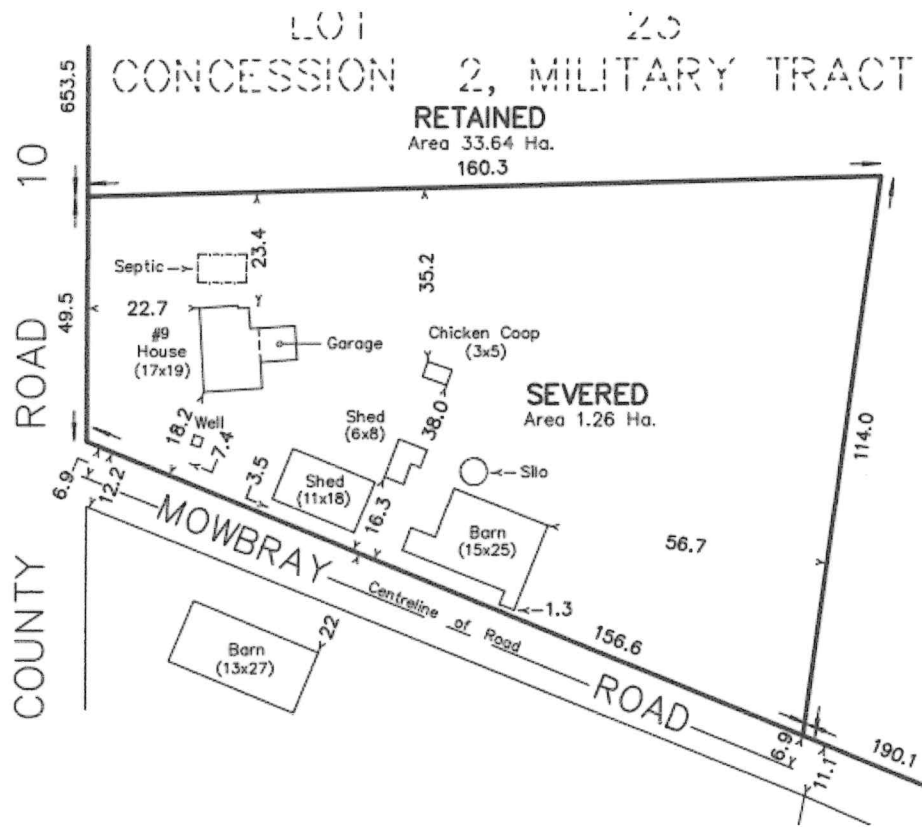 LOT 25
CONCESSION 2, MILITARY TRACT
RETAINED
Area 33.64 Ha.
160.3
653.5
COUNTY ROAD 10
49.5
Septic
23.4
35.2
22.7
#9
House
(17x19)
Garage
Chicken Coop
(3x5)
SEVERED
Area 1.26 Ha.
114.0
18.2
Well
7.4
Shed
(6x8)
38.0
3.5
Shed
(11x18)
16.3
Silo
Barn
(15x25)
56.7
1.3
6.9
12.2
MOWBRAY ROAD
Centreline of Road
156.6
Barn
(13x27)
22
6.9
11.1
190.1